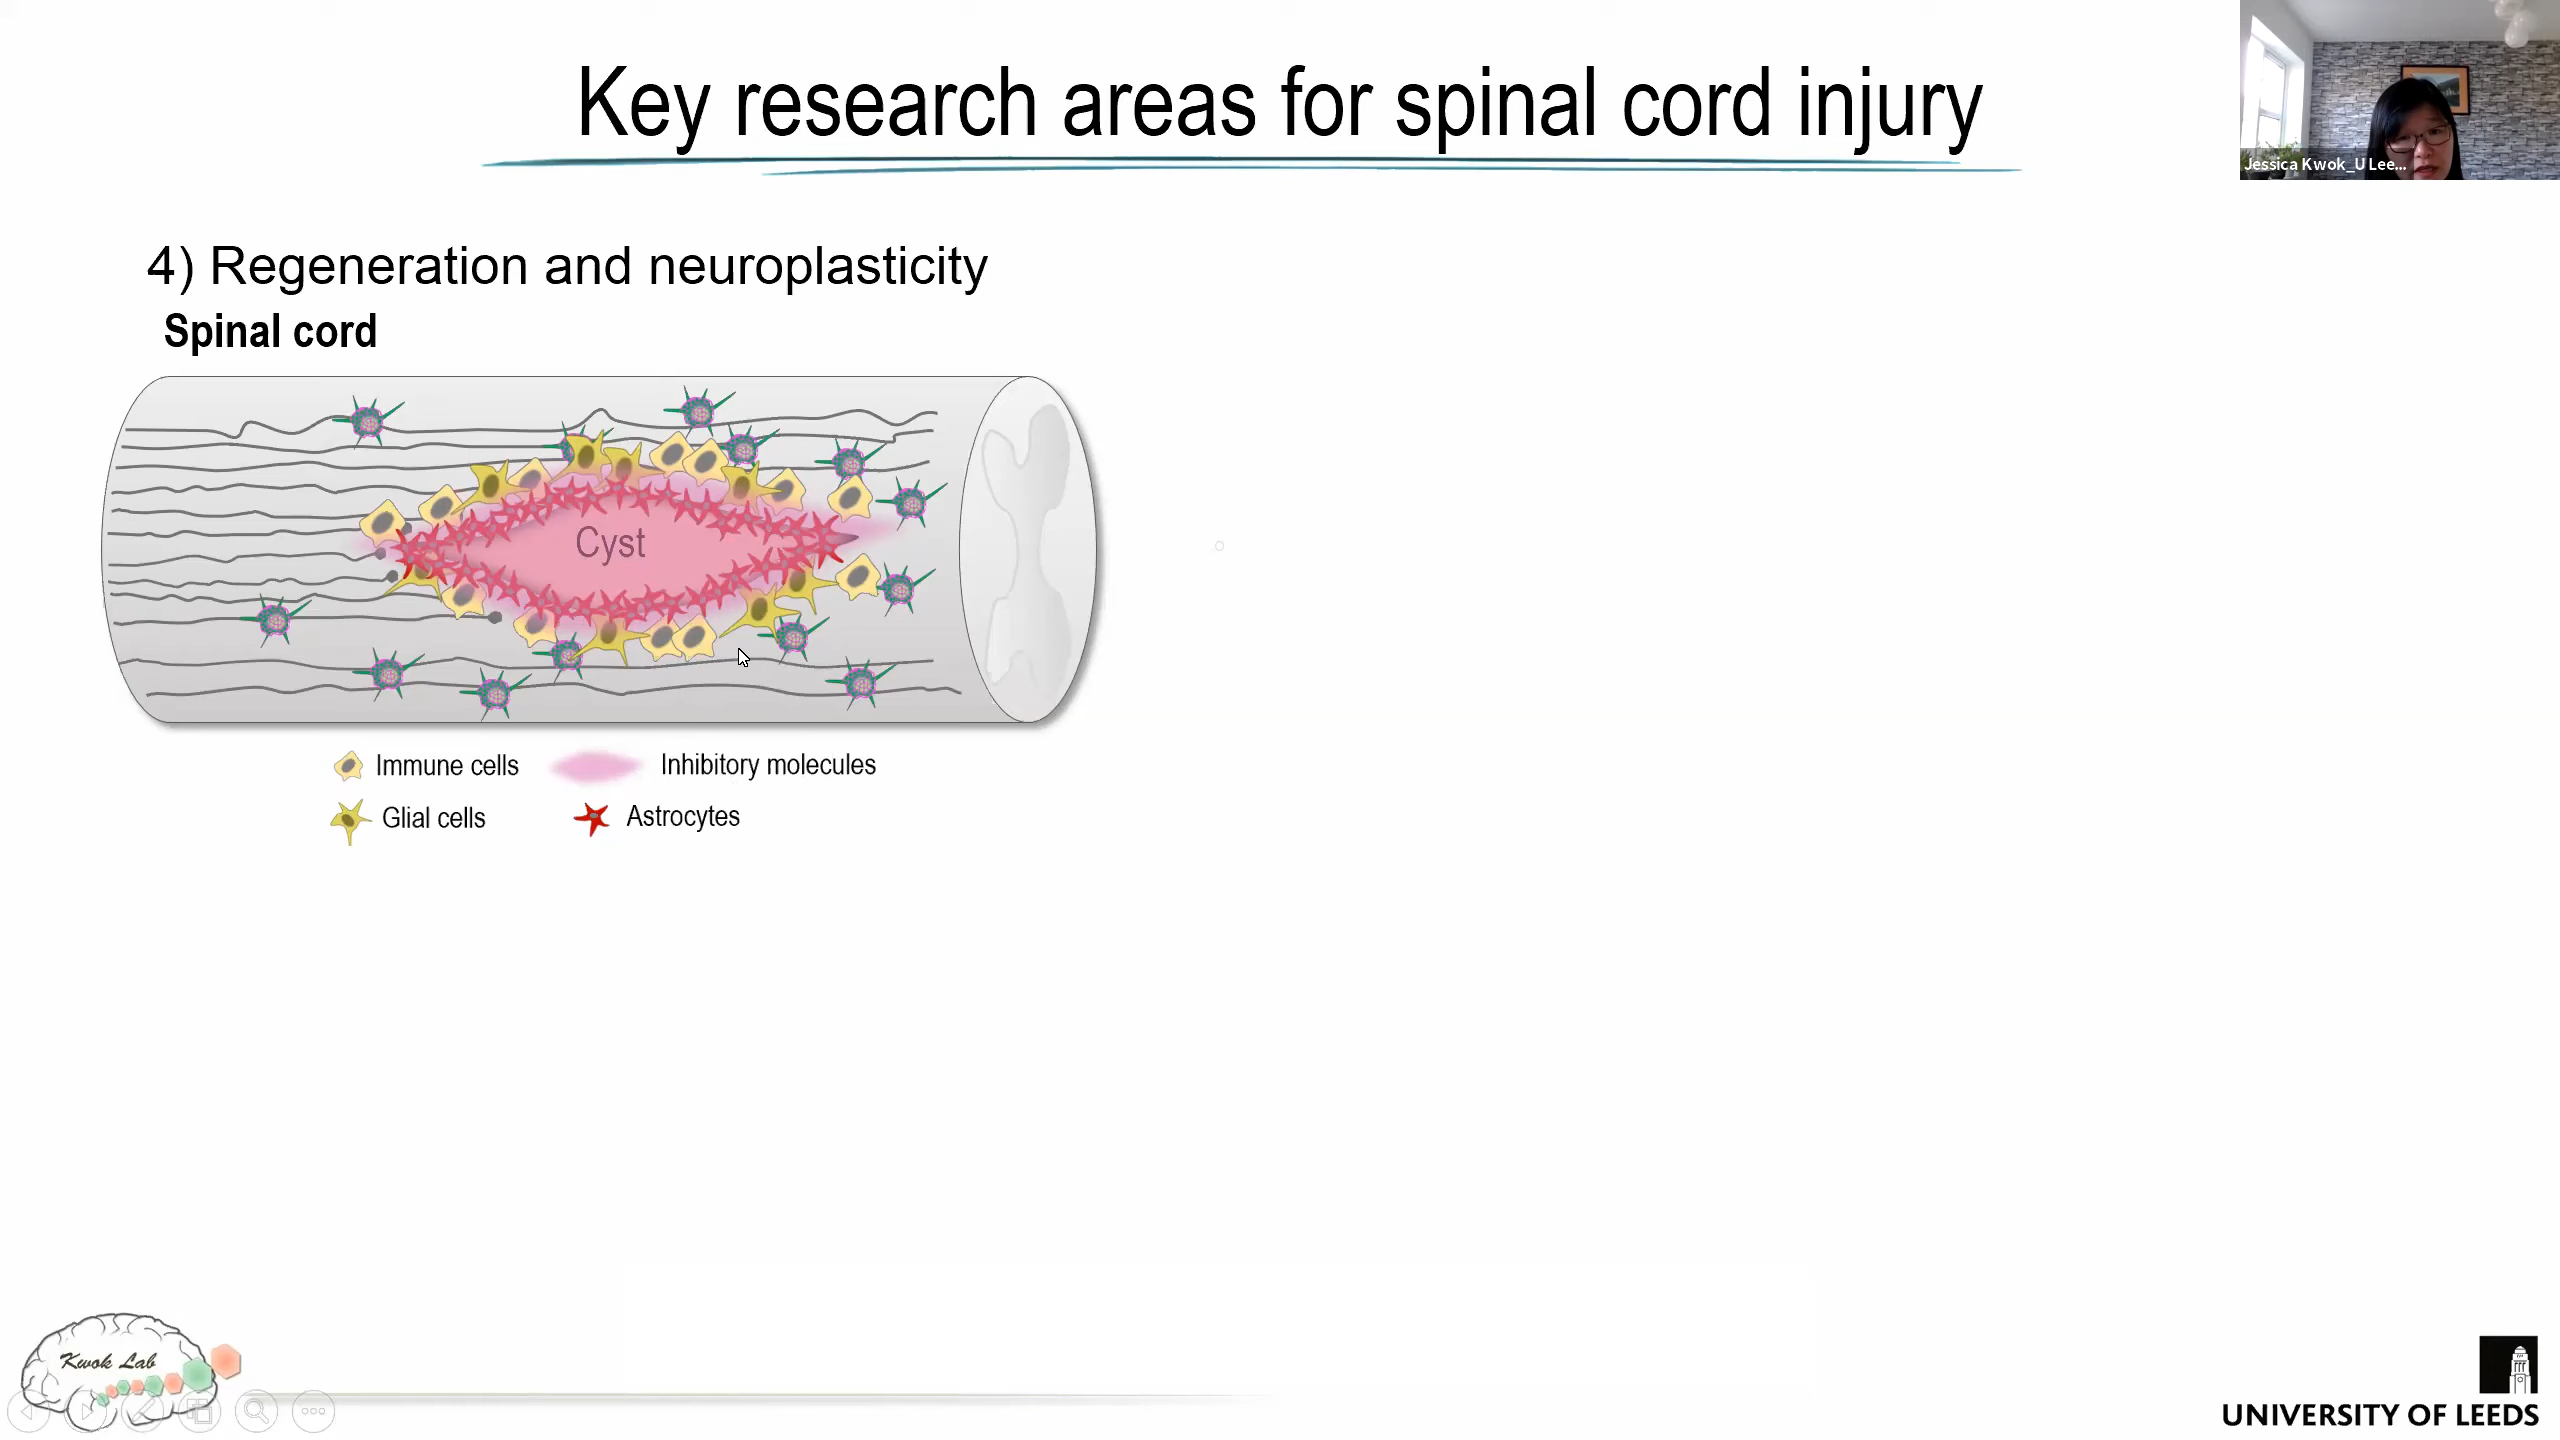 Key research areas for spinal cord injury
Jessica Kwok_U Lee...
4) Regeneration and neuroplasticity
Spinal cord
Cyst
Immune cells
Inhibitory molecules
Glial cells
Astrocytes
Kwok Lab
UNIVERSITY OF LEEDS